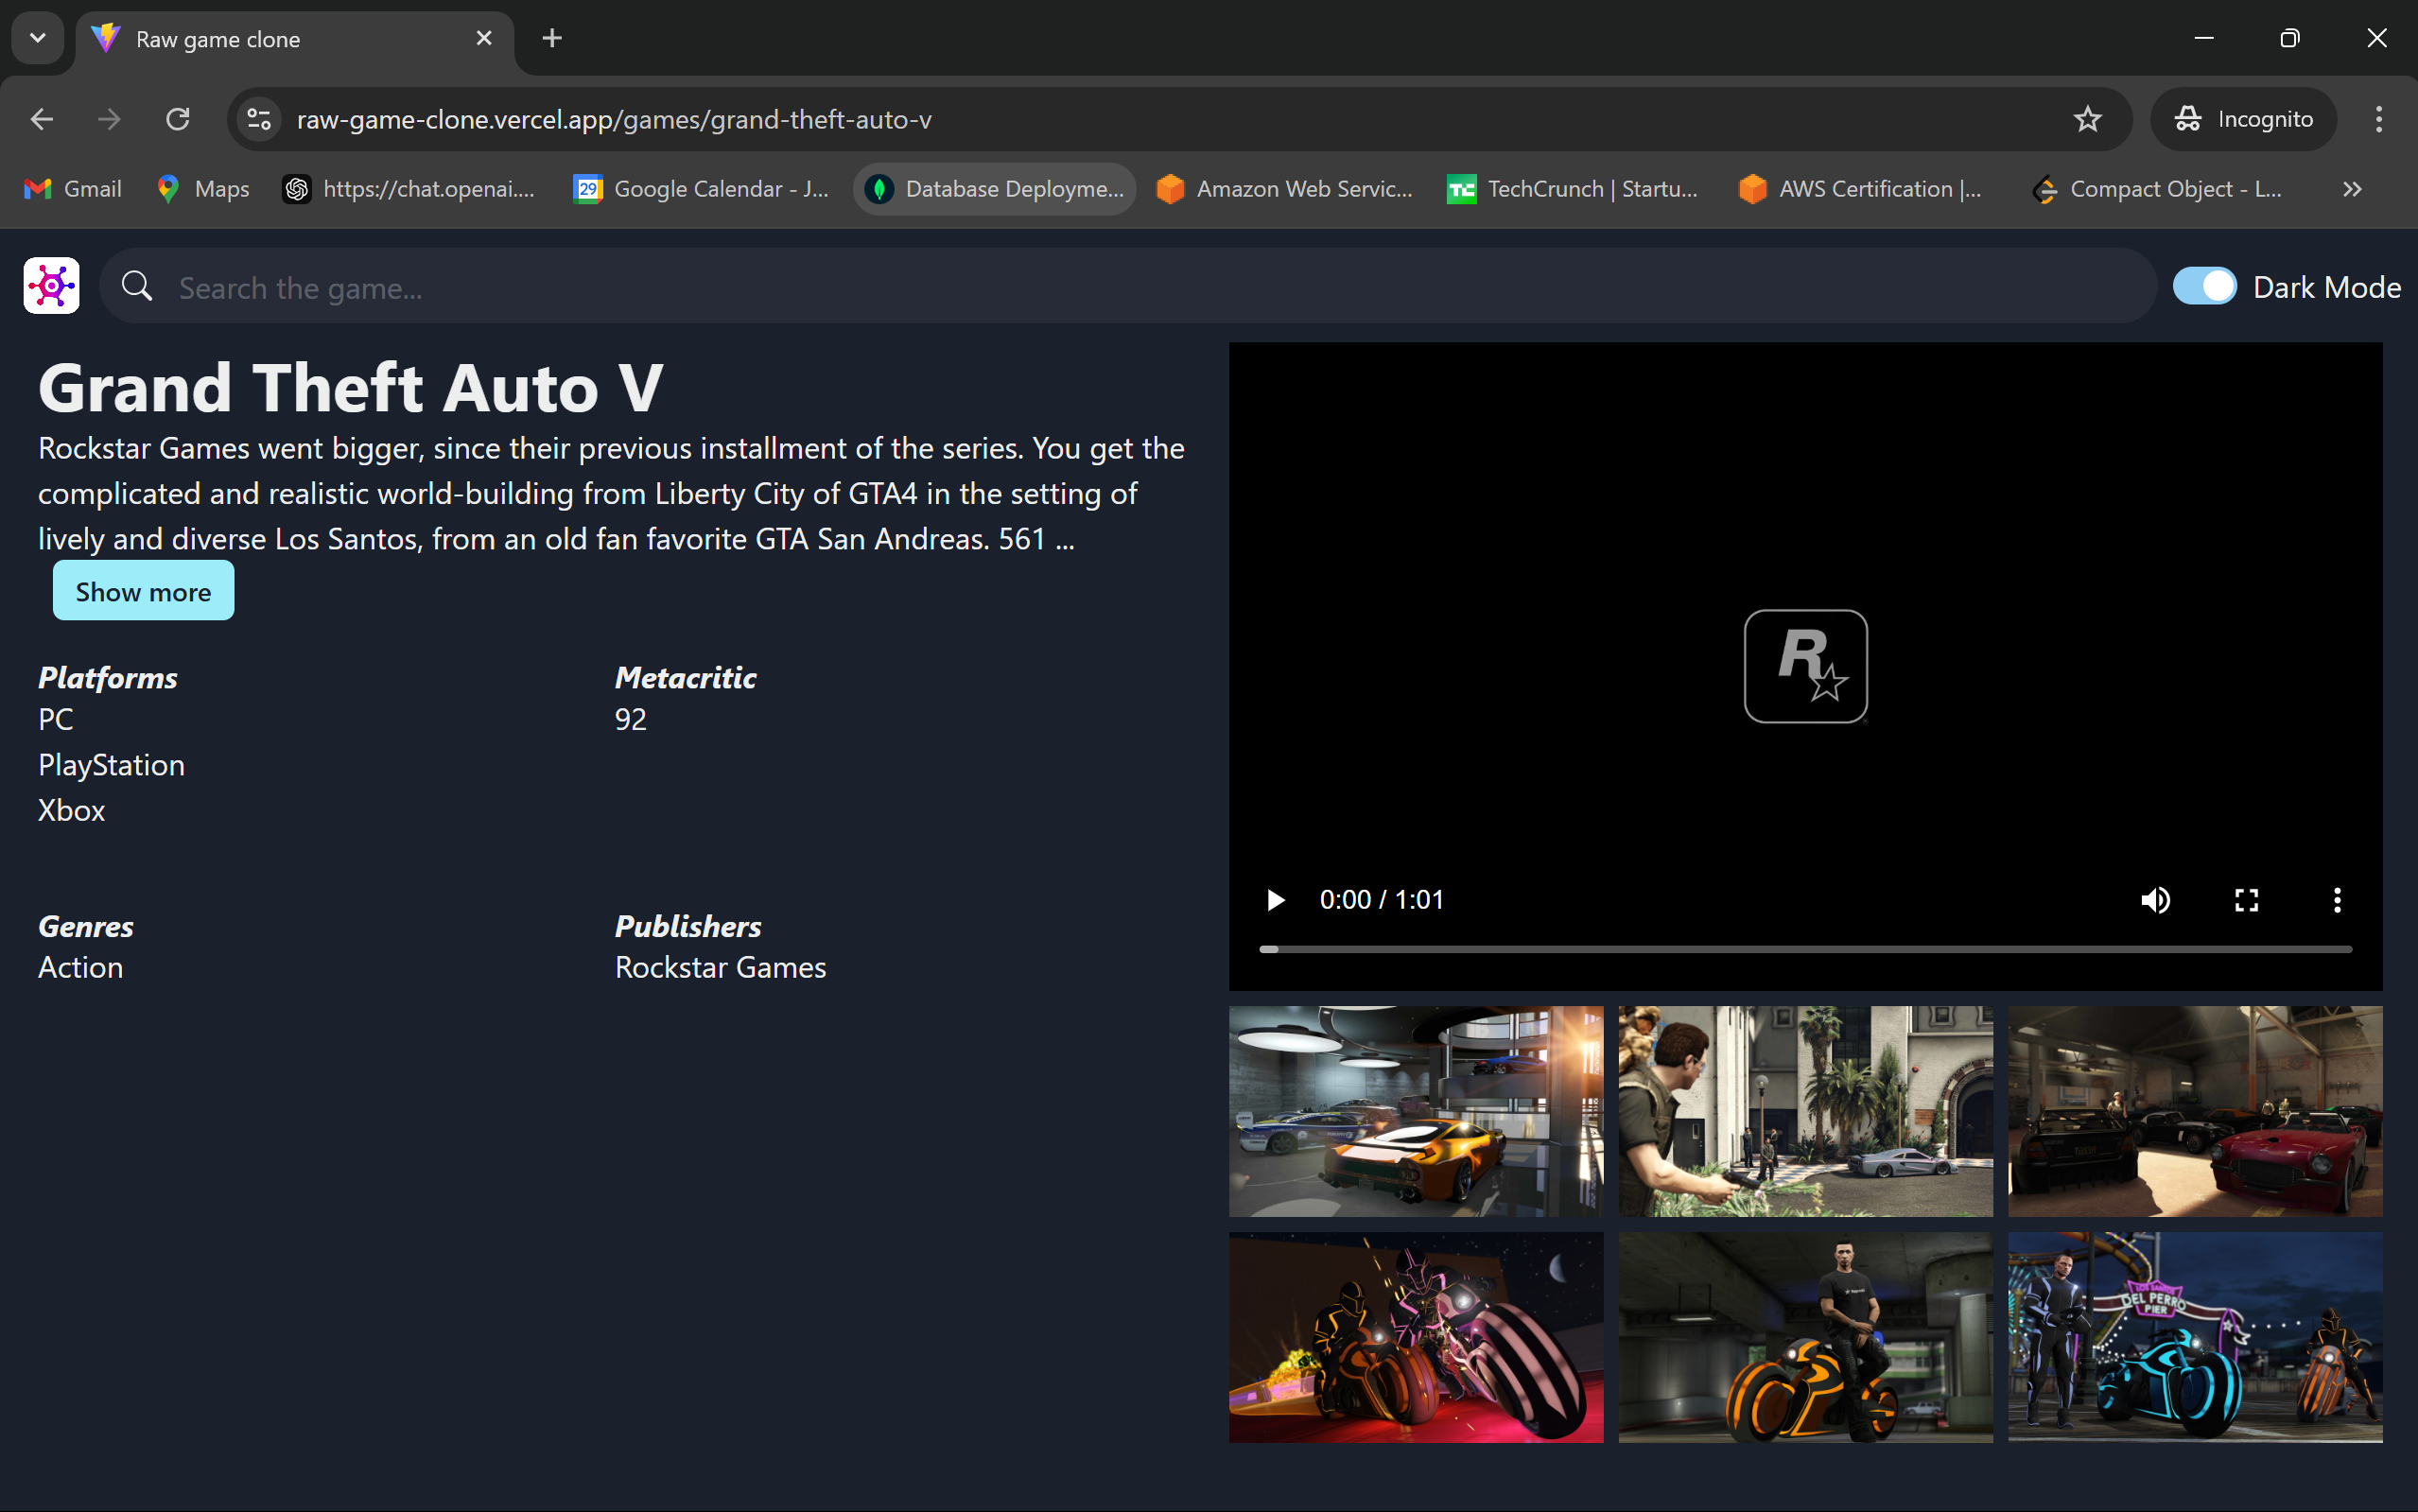 Raw game clone
raw-game-clone.vercel.app/games/grand-theft-auto-v
Incognito
Gmail
Maps
https://chat.openai....
29
Google Calendar - J...
Database Deployme...
Amazon Web Servic...
TC
TechCrunch | Startu...
AWS Certification |...
Compact Object - L...
Search the game...
Dark Mode
Grand Theft Auto V
Rockstar Games went bigger, since their previous installment of the series. You get the
complicated and realistic world-building from Liberty City of GTA4 in the setting of
lively and diverse Los Santos, from an old fan favorite GTA San Andreas. 561 ...
Show more
Platforms
PC
PlayStation
Xbox
Metacritic
92
Genres
Action
Publishers
Rockstar Games
R
0:00 / 1:01
LOS SANTOS
DEL PERRO
PIER